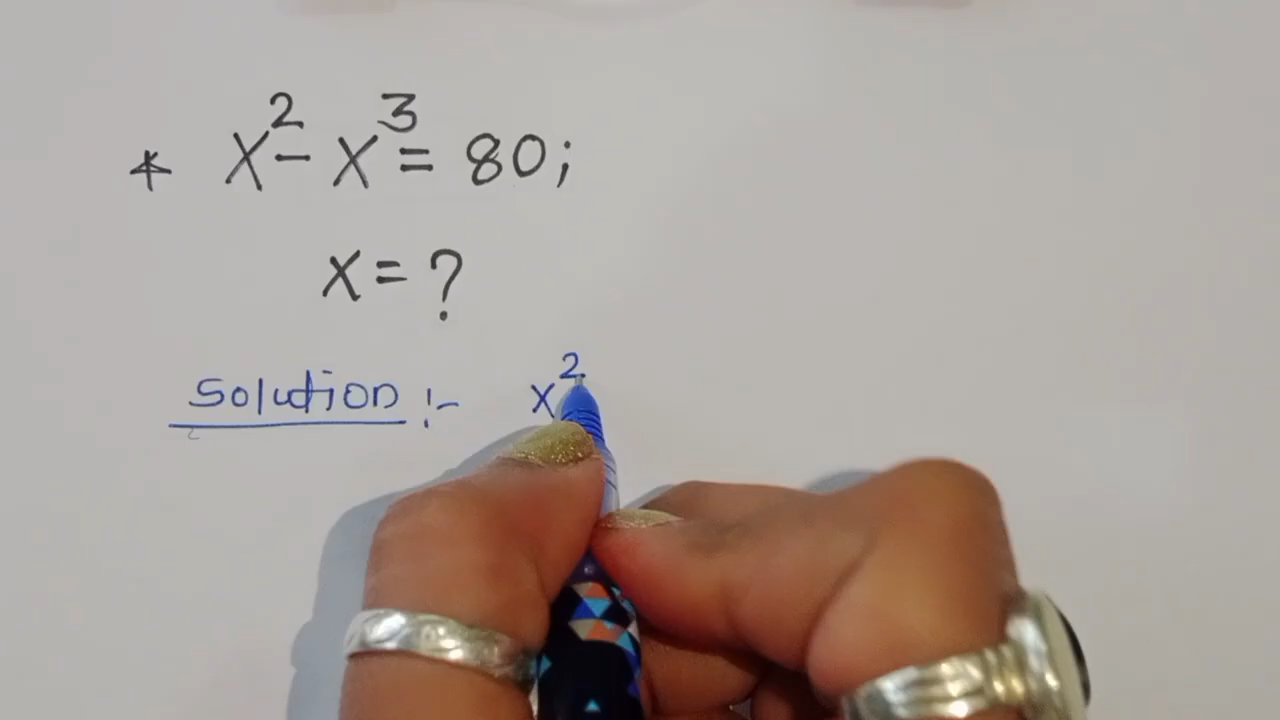 * x² - x³ = 80;
x = ?
Solution :- x²